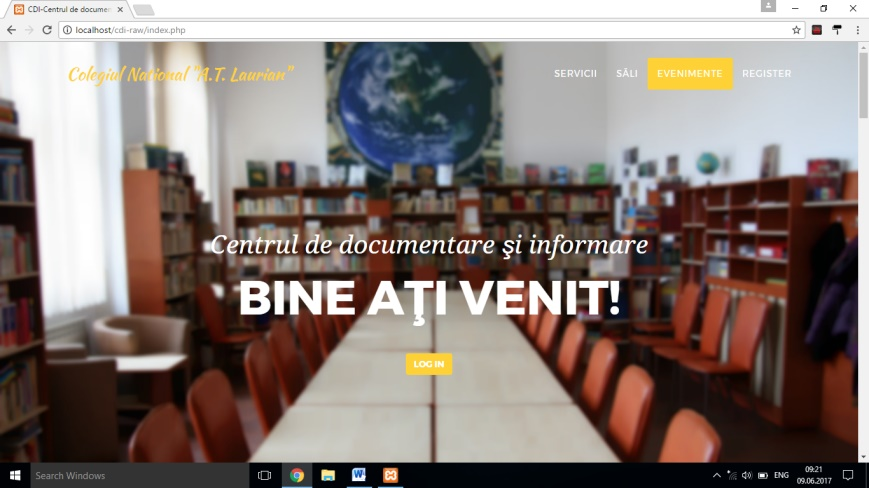 CDI-Centrul de documen
localhost/cdi-raw/index.php
Colegiul National "A.T. Laurian"
SERVICII SĂLI EVENIMENTE REGISTER
Centrul de documentare şi informare
BINE AŢI VENIT!
LOG IN
Search Windows
ENG
09:21
09.06.2017